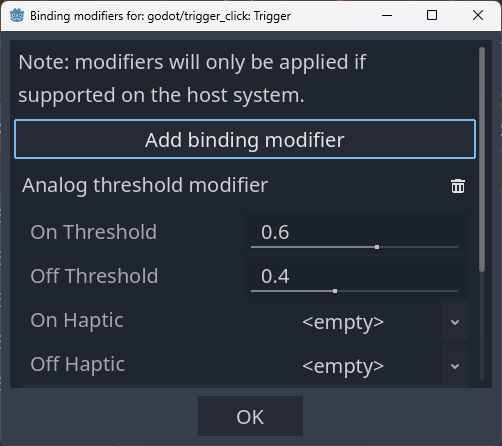 Binding modifiers for: godot/trigger_click: Trigger
Note: modifiers will only be applied if
supported on the host system.
Add binding modifier
Analog threshold modifier
On Threshold 0.6
Off Threshold 0.4
On Haptic <empty>
Off Haptic <empty>
OK